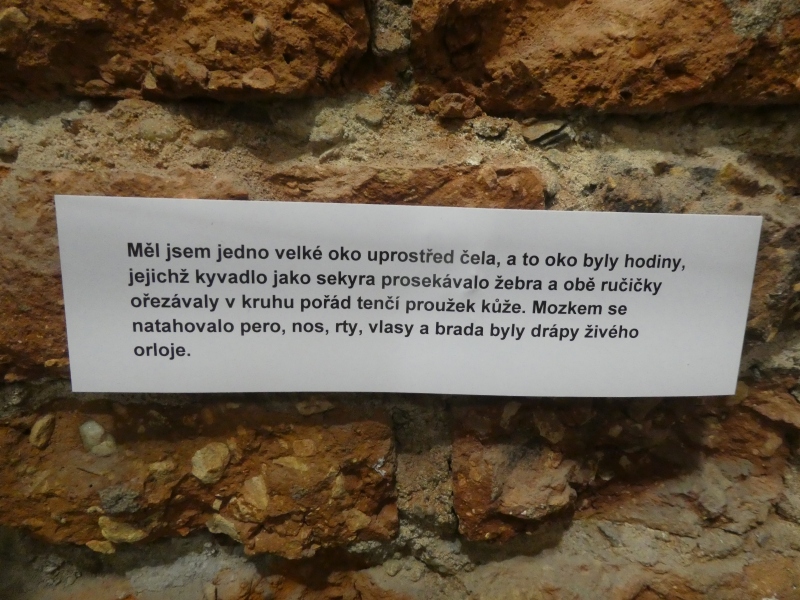 Měl jsem jedno velké oko uprostřed čela, a to oko byly hodiny,
jejichž kyvadlo jako sekyra prosekávalo žebra a obě ručičky
ořezávaly v kruhu pořád tenčí proužek kůže. Mozkem se
natahovalo pero, nos, rty, vlasy a brada byly drápy živého
orloje.